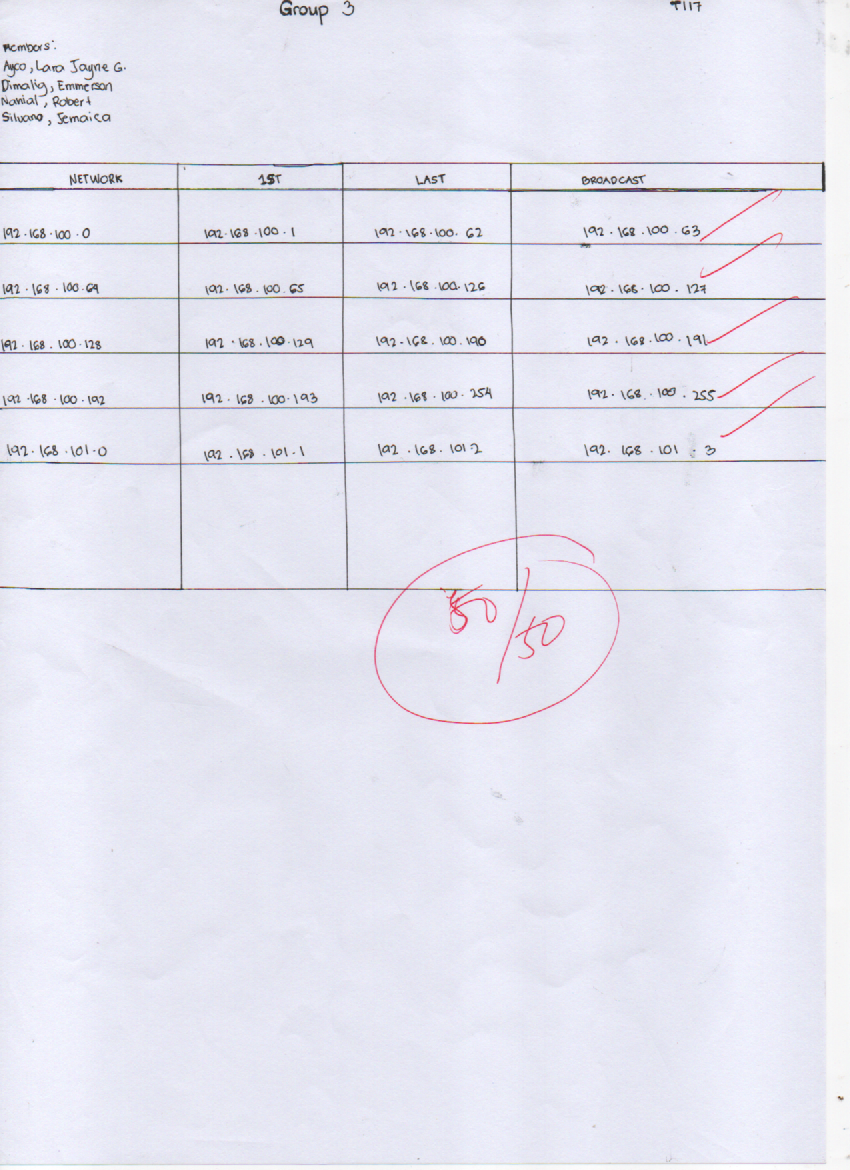 Group 3
T117
Members:
Ayco, Lara Jayne G.
Dimalig, Emmerson
Nanial, Robert
Silvano, Jemaica
NETWORK 1ST LAST BROADCAST
192.168.100.0 192.168.100.1 192.168.100.62 192.168.100.63
192.168.100.64 192.168.100.65 192.168.100.126 192.168.100.127
192.168.100.128 192.168.100.129 192.168.100.190 192.168.100.191
192.168.100.192 192.168.100.193 192.168.100.254 192.168.100.255
192.168.101.0 192.168.101.1 192.168.101.2 192.168.101.3
50/50